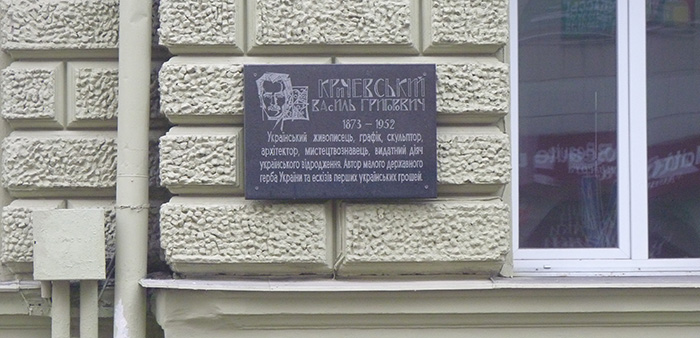 КРИЧЕВСЬКИЙ
ВАСИЛЬ ГРИГОРОВИЧ
1873 – 1952
Український живописець, графік, скульптор,
архітектор, мистецтвознавець, видатний діяч
українського відродження. Автор малого державного
герба України та ескізів перших українських грошей.